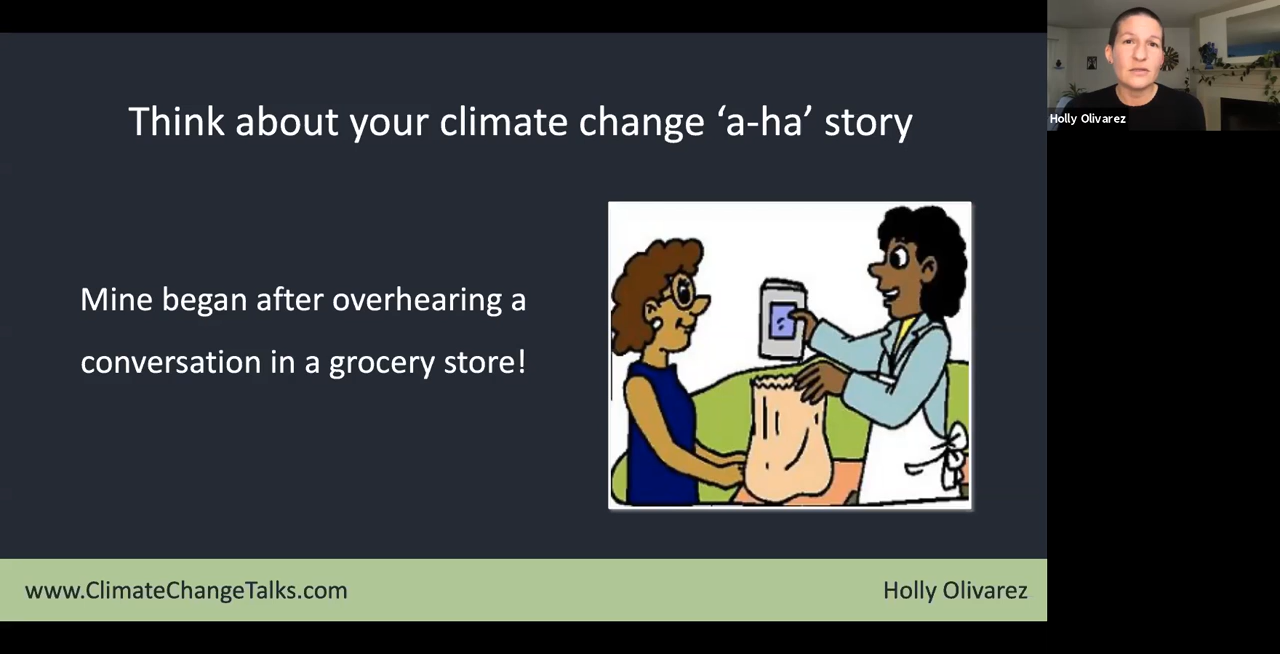 Think about your climate change ‘a-ha’ story
Holly Olivarez
Mine began after overhearing a
conversation in a grocery store!
www.ClimateChangeTalks.com
Holly Olivarez